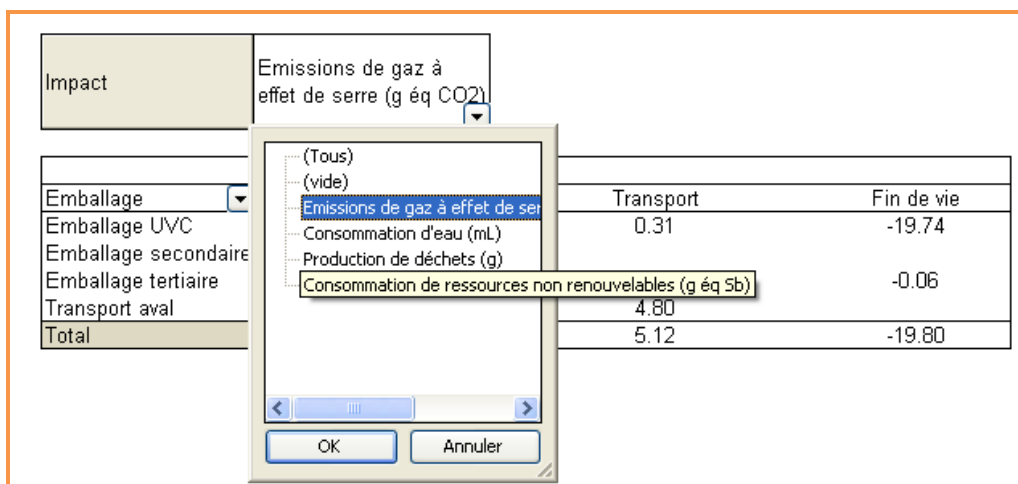 Impact
Emissions de gaz à
effet de serre (g éq CO2)
(Tous)
(vide)
Emissions de gaz à effet de ser
Consommation d'eau (mL)
Production de déchets (g)
Consommation de ressources non renouvelables (g éq Sb)
OK Annuler
Emballage Transport Fin de vie
Emballage UVC 0.31 -19.74
Emballage secondaire
Emballage tertiaire -0.06
Transport aval 4.80
Total 5.12 -19.80